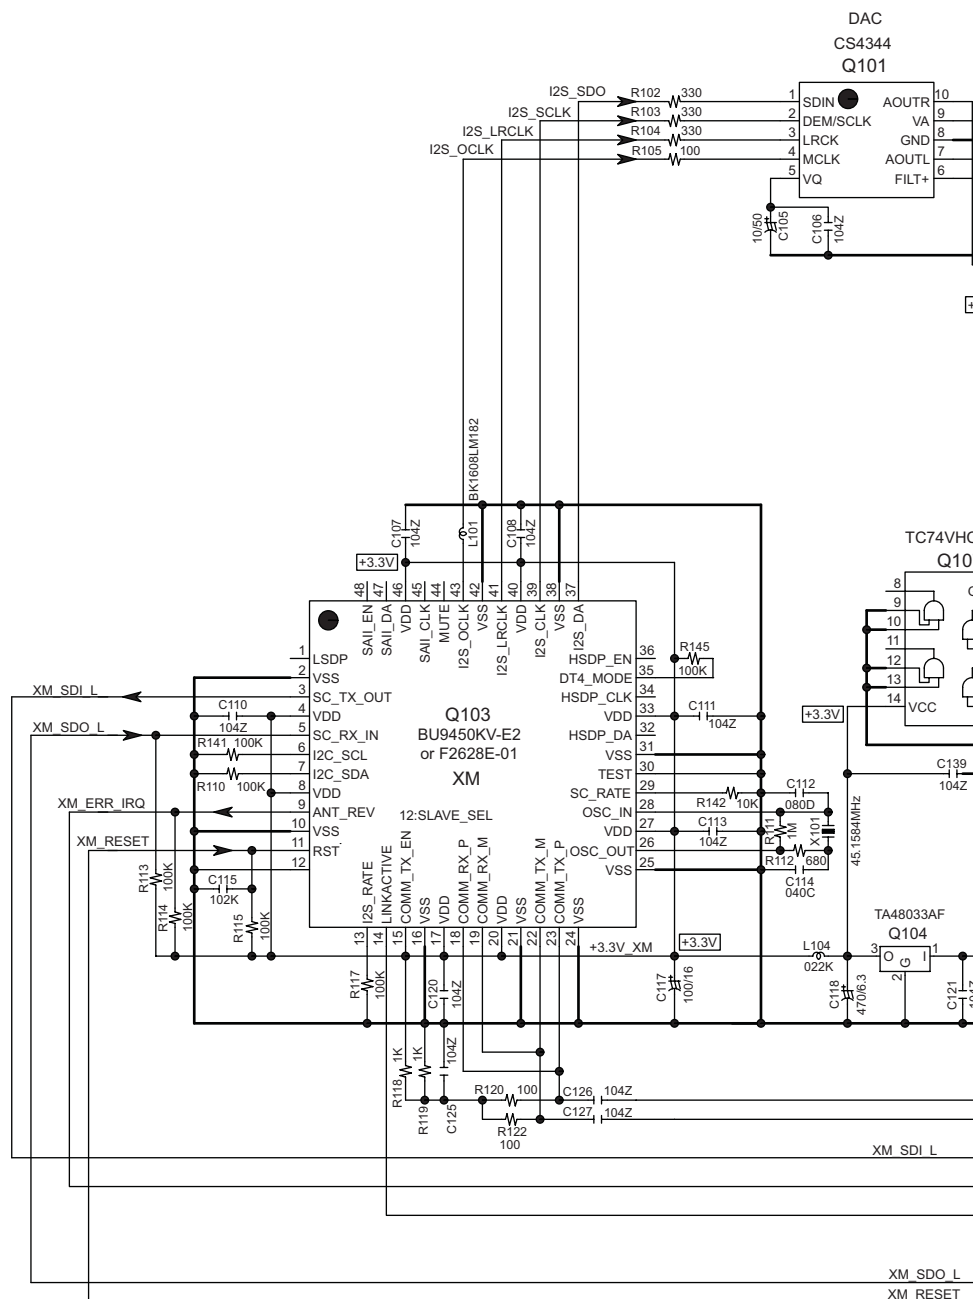 DAC
CS4344
Q101
I2S_SDO
R102 330
1 SDIN
AOUTR 10
I2S_SCLK
R103 330
2 DEM/SCLK
VA 9
I2S_LRCLK
R104 330
3 LRCK
GND 8
I2S_OCLK
R105 100
4 MCLK
AOUTL 7
5 VQ
FILT+ 6
10/50
C105
C106
104Z
BK1608LM182
L101
C107
104Z
C108
104Z
+3.3V
48 SAII_EN
47 SAII_DA
46 VDD
45 SAII_CLK
44 MUTE
43 I2S_OCLK
42 VSS
41 I2S_LRCLK
40 VDD
39 I2S_CLK
38 VSS
37 I2S_DA
TC74VHC
Q10
8
9
10
11
12
13
14 VCC
+3.3V
C139
104Z
1 LSDP
2 VSS
3 SC_TX_OUT
4 VDD
5 SC_RX_IN
6 I2C_SCL
7 I2C_SDA
8 VDD
9 ANT_REV
10 VSS
11 RST
12
Q103
BU9450KV-E2
or F2628E-01
XM
12:SLAVE_SEL
HSDP_EN 36
DT4_MODE 35
HSDP_CLK 34
VDD 33
HSDP_DA 32
VSS 31
TEST 30
SC_RATE 29
OSC_IN 28
VDD 27
OSC_OUT 26
VSS 25
XM_SDI_L
XM_SDO_L
XM_ERR_IRQ
XM_RESET
C110
104Z
R141 100K
R110 100K
R113
100K
R114
100K
C115
102K
R115
100K
R145
100K
C111
104Z
R142 10K
C112
080D
C113
104Z
R111
1M
X101
45.1584MHz
R112 680
C114
040C
13 I2S_RATE
14 LINKACTIVE
15 COMM_TX_EN
16 VSS
17 VDD
18 COMM_RX_P
19 COMM_RX_M
20 VDD
21 VSS
22 COMM_TX_M
23 COMM_TX_P
24 VSS
+3.3V_XM
+3.3V
TA48033AF
Q104
L104
022K
3 O
G
I 1
2
R117
100K
C120
104Z
C117
100/16
C118
470/6.3
C121
R118
1K
R119
1K
C125
104Z
R120 100
C126 104Z
C127 104Z
R122
100
XM_SDI_L
XM_SDO_L
XM_RESET